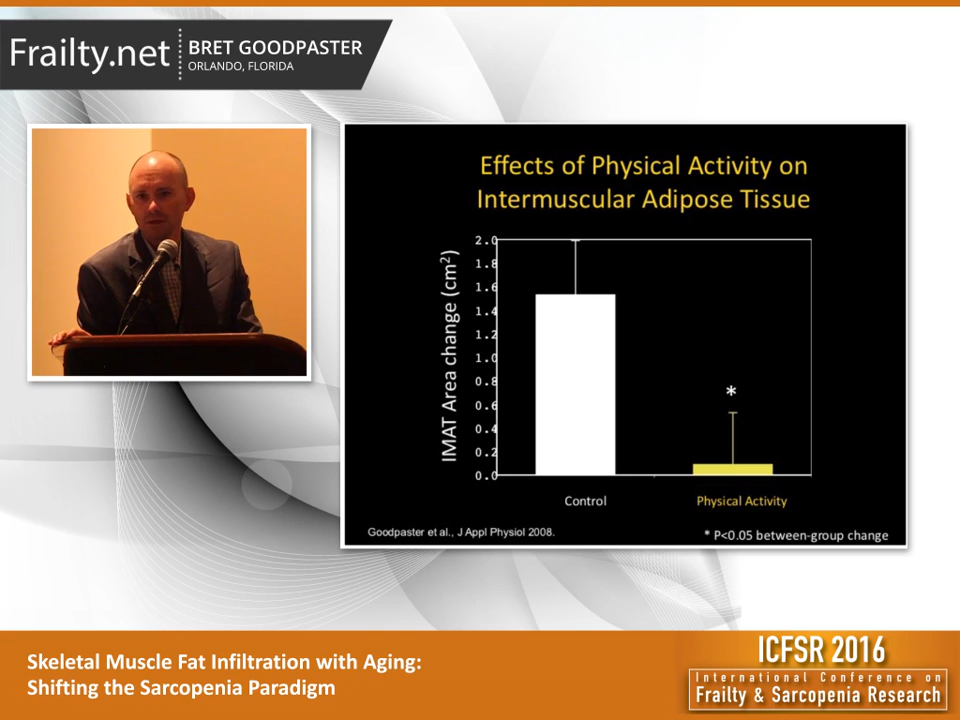 Frailty.net
BRET GOODPASTER
ORLANDO, FLORIDA
Effects of Physical Activity on
Intermuscular Adipose Tissue
IMAT Area change (cm²)
2.0
1.8
1.6
1.4
1.2
1.0
0.8
0.6
0.4
0.2
0.0
*
Control
Physical Activity
Goodpaster et al., J Appl Physiol 2008.
* P<0.05 between-group change
Skeletal Muscle Fat Infiltration with Aging:
Shifting the Sarcopenia Paradigm
ICFSR 2016
International Conference on
Frailty & Sarcopenia Research